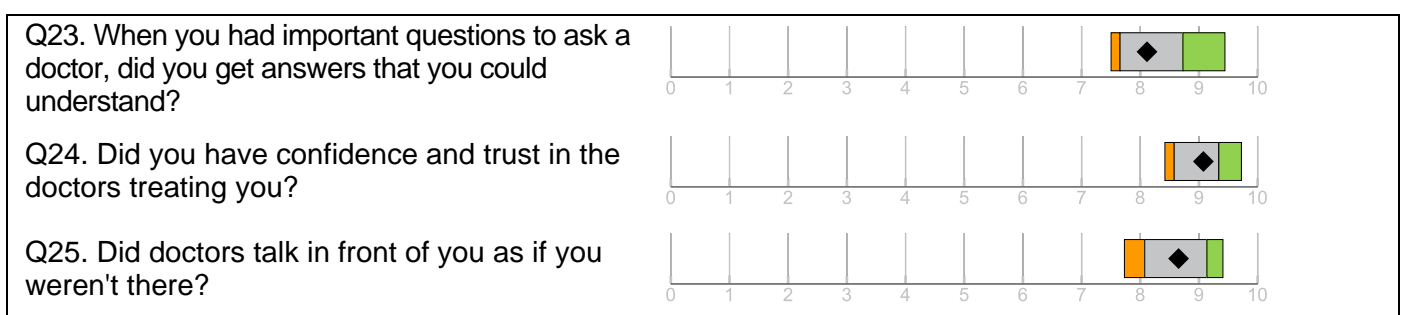 Q23. When you had important questions to ask a
doctor, did you get answers that you could
understand?
0 1 2 3 4 5 6 7 8 9 10
Q24. Did you have confidence and trust in the
doctors treating you?
0 1 2 3 4 5 6 7 8 9 10
Q25. Did doctors talk in front of you as if you
weren't there?
0 1 2 3 4 5 6 7 8 9 10